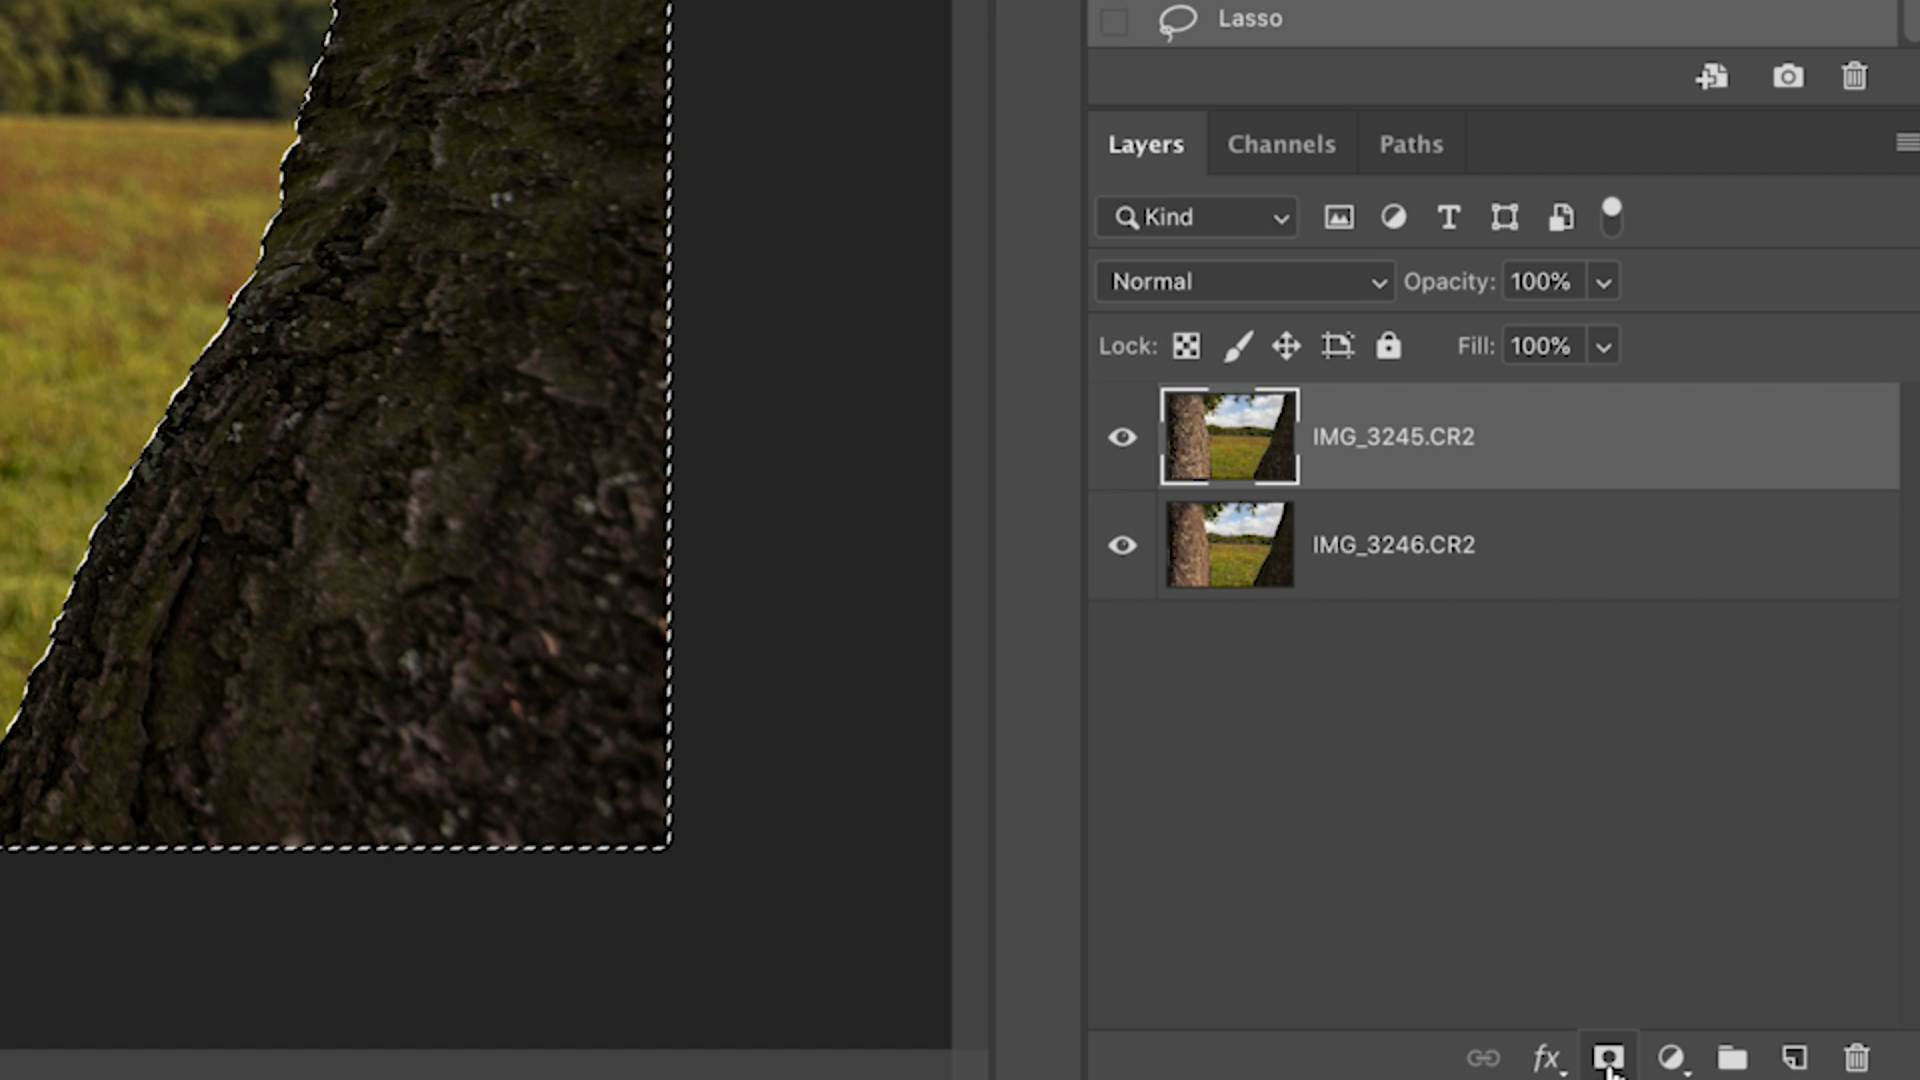 Lasso
Layers Channels Paths
Kind
Normal Opacity: 100%
Lock: Fill: 100%
IMG_3245.CR2
IMG_3246.CR2
fx